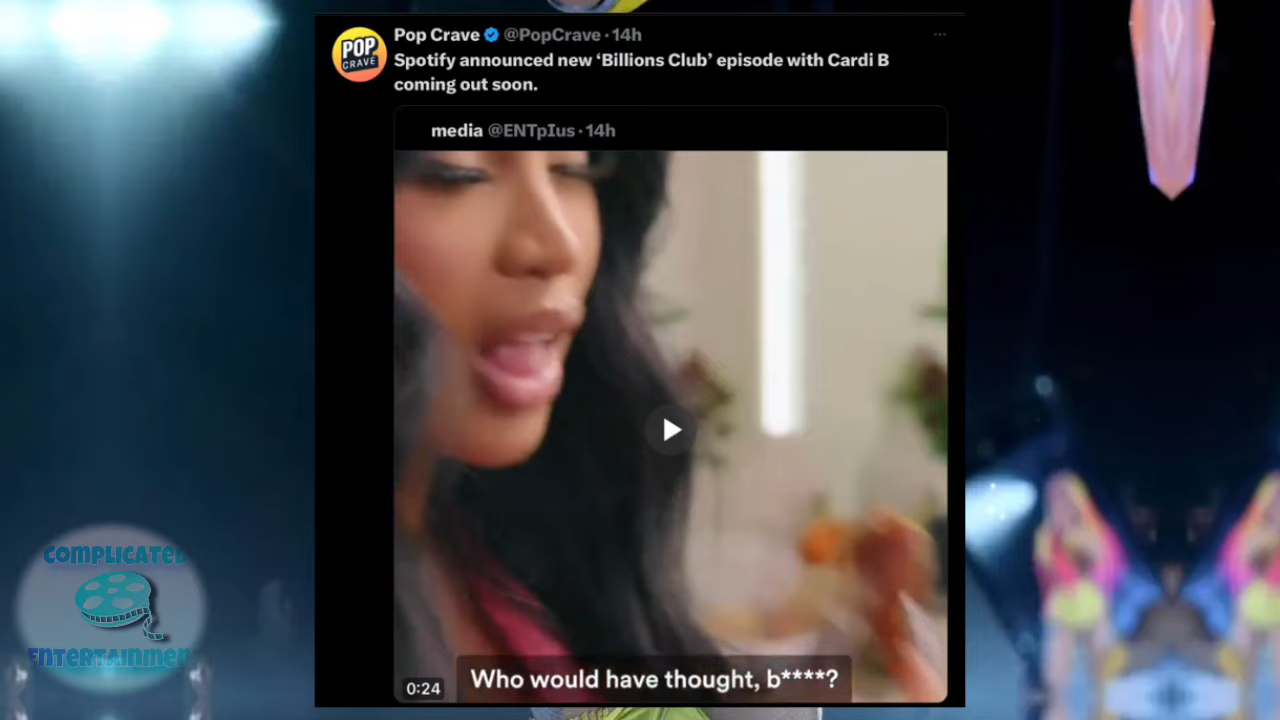 POP
CRAVE
Pop Crave @PopCrave · 14h
Spotify announced new ‘Billions Club’ episode with Cardi B
coming out soon.
media @ENTpIus · 14h
0:24
Who would have thought, b****?
COMPLICATED
ENTERTAINMENT